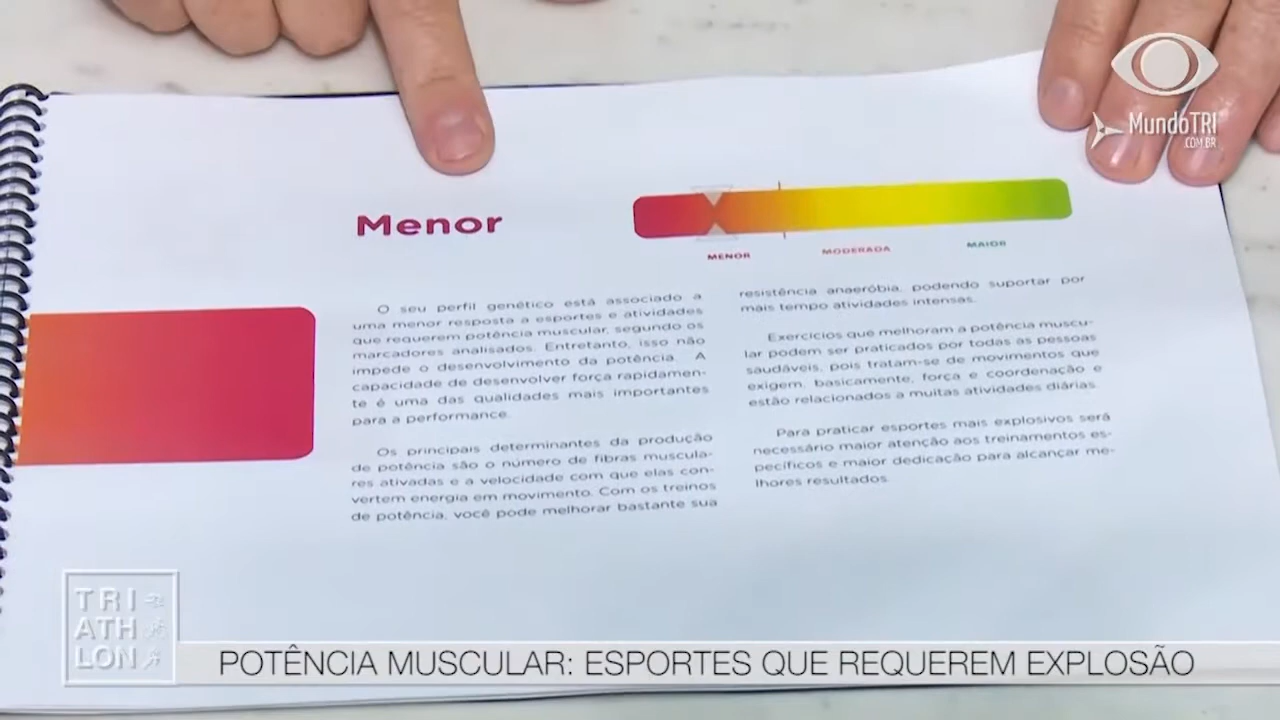 MundoTRI
.COM.BR
Menor
MENOR
MODERADA
MAIOR
O seu perfil genético está associado a
uma menor resposta a esportes e atividades
que requerem potência muscular, segundo os
marcadores analisados. Entretanto, isso não
impede o desenvolvimento da potência. A
capacidade de desenvolver força rapidamen-
te é uma das qualidades mais importantes
para a performance.
Os principais determinantes da produção
de potência são o número de fibras muscula-
res ativadas e a velocidade com que elas con-
vertem energia em movimento. Com os treinos
de potência, você pode melhorar bastante sua
resistência anaeróbia, podendo suportar por
mais tempo atividades intensas.
Exercícios que melhoram a potência muscu-
lar podem ser praticados por todas as pessoas
saudáveis, pois tratam-se de movimentos que
exigem, basicamente, força e coordenação e
estão relacionados a muitas atividades diárias.
Para praticar esportes mais explosivos será
necessário maior atenção aos treinamentos es-
pecíficos e maior dedicação para alcançar me-
lhores resultados.
TRI
ATH
LON
POTÊNCIA MUSCULAR: ESPORTES QUE REQUEREM EXPLOSÃO